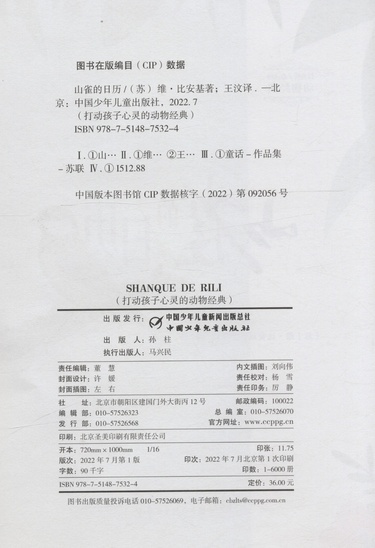 图书在版编目（CIP）数据
山雀的日历/（苏）维·比安基著；王汶译. —北
京：中国少年儿童出版社，2022.7
（打动孩子心灵的动物经典）
ISBN 978-7-5148-7532-4
Ⅰ. ①山… Ⅱ. ①维… ②王… Ⅲ. ①童话－作品集
－苏联 Ⅳ. ①I512.88
中国版本图书馆 CIP 数据核字（2022）第 092056 号
SHANQUE DE RILI
（打动孩子心灵的动物经典）
出版发行： 中国少年儿童新闻出版总社
中国少年儿童出版社
出 版 人：孙 柱
执行出版人：马兴民
责任编辑：董 慧 内文插图：刘向伟
封面设计：许 媛 责任校对：杨 雪
封面插图：左 右 责任印务：厉 静
社 址：北京市朝阳区建国门外大街丙 12 号 邮政编码：100022
编 辑 部：010-57526323 总 编 室：010-57526070
发 行 部：010-57526568 官方网址：www.ccppg.cn
印刷：北京圣美印刷有限责任公司
开本：720mm×1000mm 1/16 印张：11.75
版次：2022 年 7 月第 1 版 印次：2022 年 7 月北京第 1 次印刷
字数：90 千字 印数：1-6000 册
ISBN 978-7-5148-7532-4 定价：36.00 元
图书出版质量投诉电话 010-57526069，电子邮箱：cbzlts@ccppg.com.cn